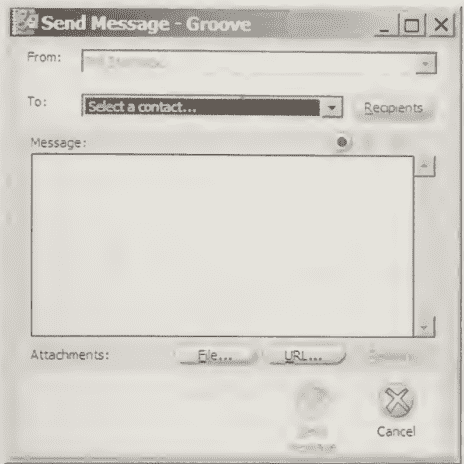 Send Message - Groove
From:
To: Select a contact... Recipients
Message:
Attachments: File... URL...
Cancel